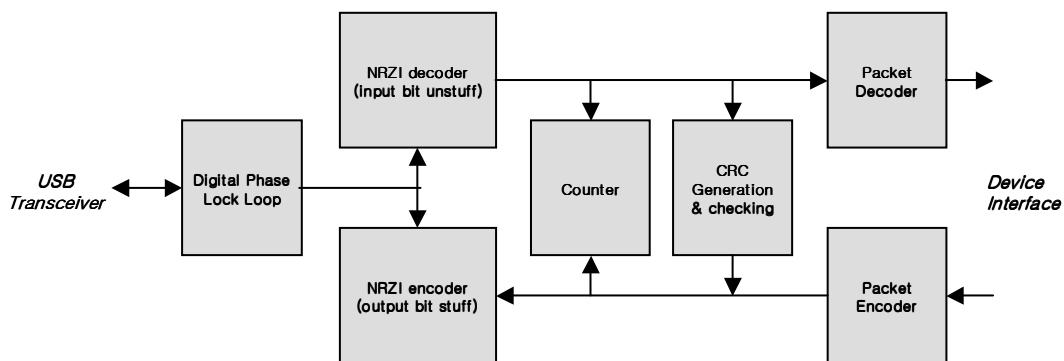 NRZI decoder
(input bit unstuff)
Packet
Decoder
USB
Transceiver
Digital Phase
Lock Loop
Counter
CRC
Generation
& checking
Device
Interface
NRZI encoder
(output bit stuff)
Packet
Encoder